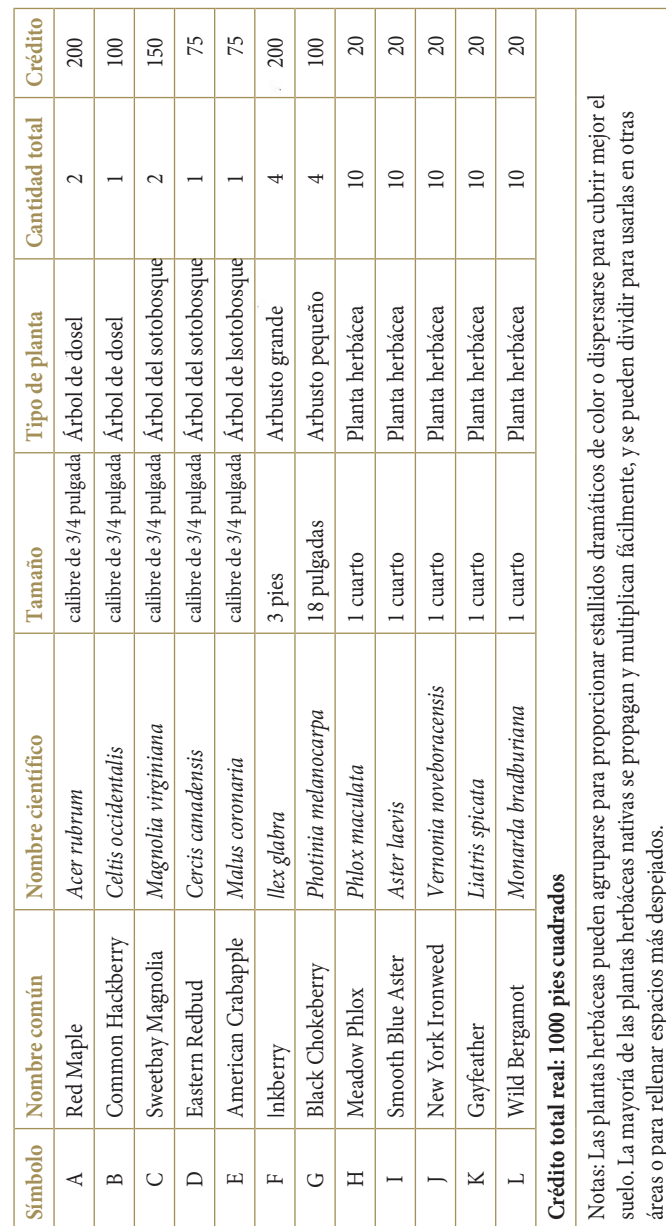 Símbolo Nombre común Nombre científico Tamaño Tipo de planta Cantidad total Crédito
A Red Maple Acer rubrum calibre de 3/4 pulgada Árbol de dosel 2 200
B Common Hackberry Celtis occidentalis calibre de 3/4 pulgada Árbol de dosel 1 100
C Sweetbay Magnolia Magnolia virginiana calibre de 3/4 pulgada Árbol del sotobosque 2 150
D Eastern Redbud Cercis canadensis calibre de 3/4 pulgada Árbol del sotobosque 1 75
E American Crabapple Malus coronaria calibre de 3/4 pulgada Árbol de lsotobosque 1 75
F Inkberry Ilex glabra 3 pies Arbusto grande 4 200
G Black Chokeberry Photinia melanocarpa 18 pulgadas Arbusto pequeño 4 100
H Meadow Phlox Phlox maculata 1 cuarto Planta herbácea 10 20
I Smooth Blue Aster Aster laevis 1 cuarto Planta herbácea 10 20
J New York Ironweed Vernonia noveboracensis 1 cuarto Planta herbácea 10 20
K Gayfeather Liatris spicata 1 cuarto Planta herbácea 10 20
L Wild Bergamot Monarda bradburiana 1 cuarto Planta herbácea 10 20
Crédito total real: 1000 pies cuadrados
Notas: Las plantas herbáceas pueden agruparse para proporcionar estallidos dramáticos de color o dispersarse para cubrir mejor el
suelo. La mayoría de las plantas herbáceas nativas se propagan y multiplican fácilmente, y se pueden dividir para usarlas en otras
áreas o para rellenar espacios más despejados.